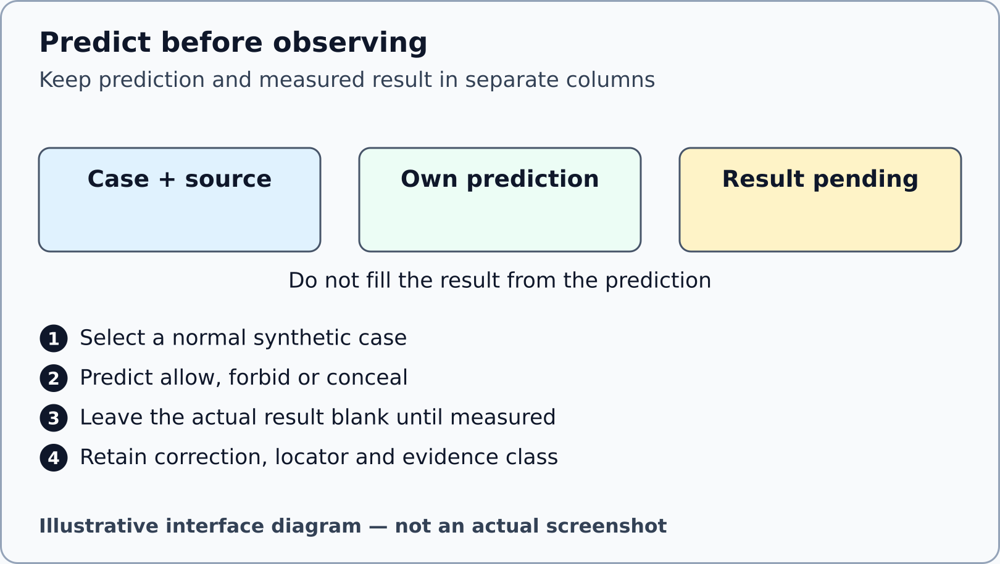 Predict before observing
Keep prediction and measured result in separate columns
Case + source
Own prediction
Result pending
Do not fill the result from the prediction
1 Select a normal synthetic case
2 Predict allow, forbid or conceal
3 Leave the actual result blank until measured
4 Retain correction, locator and evidence class
Illustrative interface diagram — not an actual screenshot